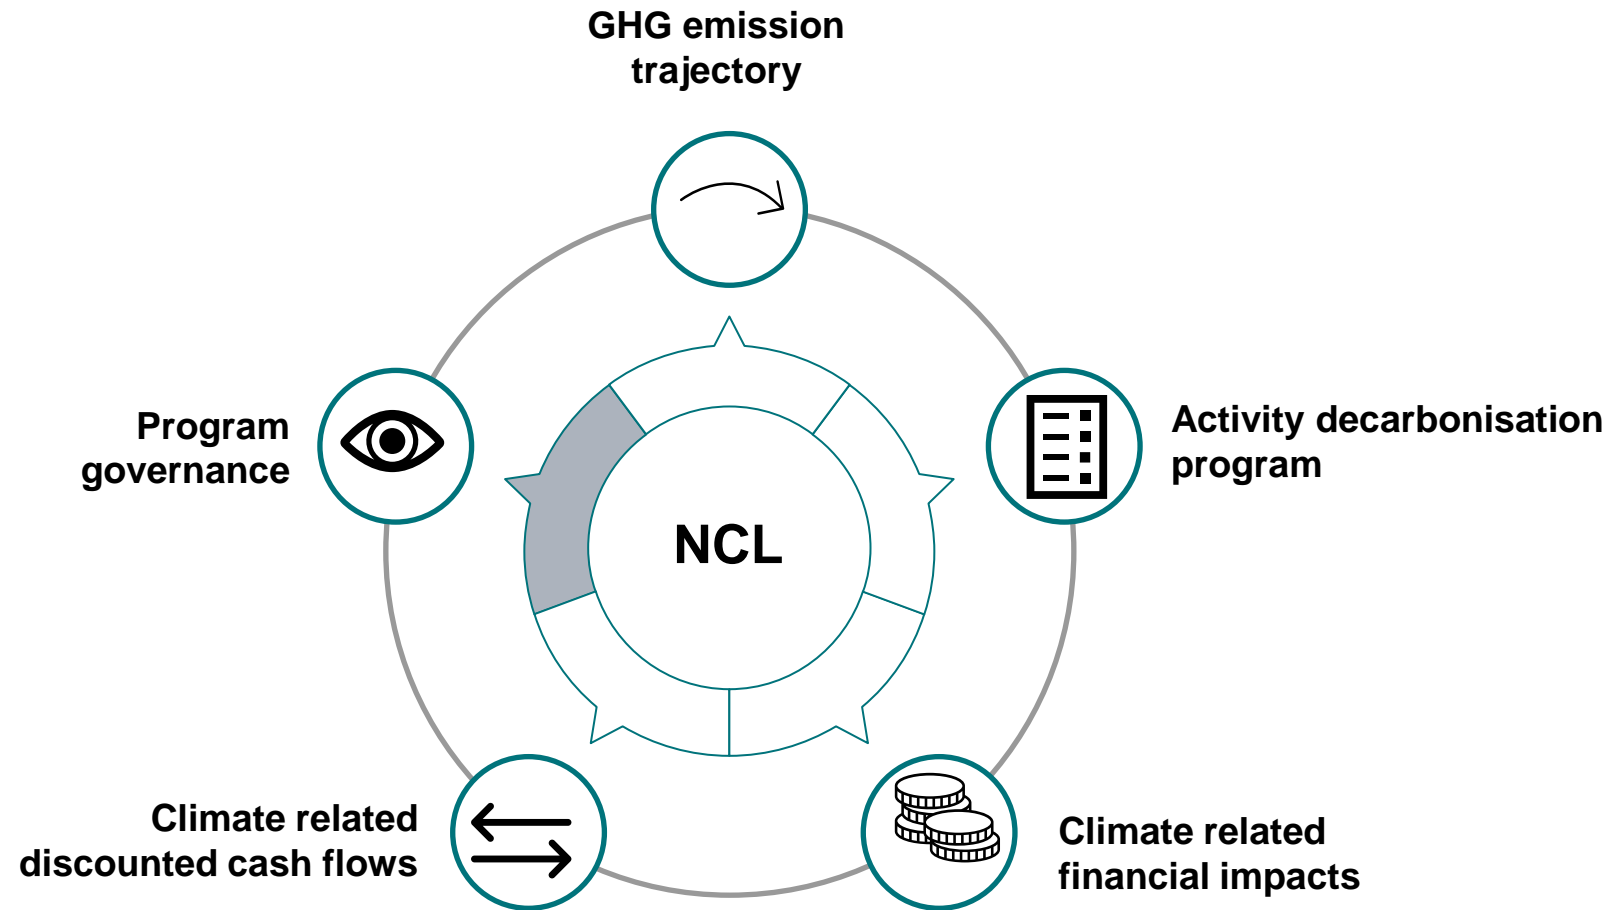 GHG emission
trajectory
Activity decarbonisation
program
Program
governance
NCL
Climate related
discounted cash flows
Climate related
financial impacts